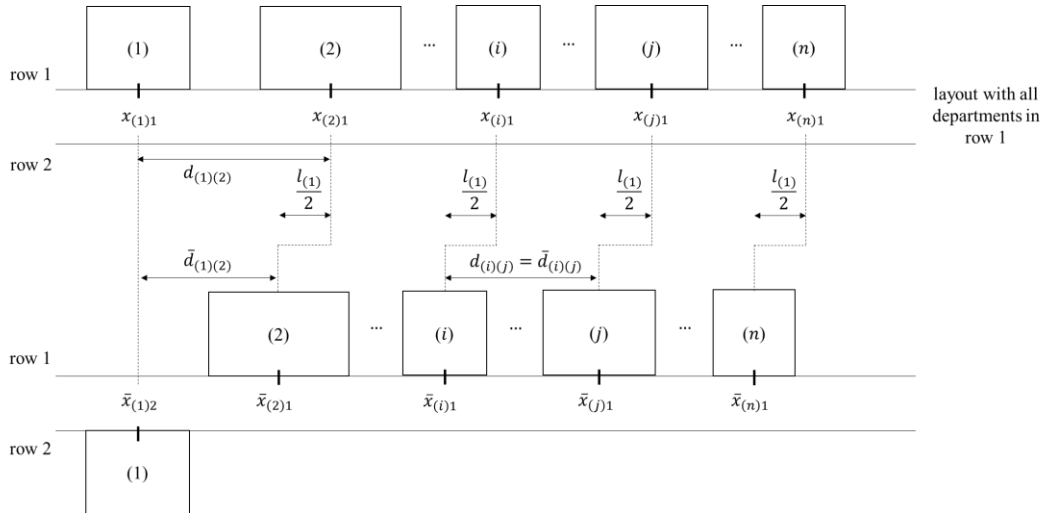 (1) (2) ... (i) ... (j) ... (n)
row 1
x(1)1 x(2)1 x(i)1 x(j)1 x(n)1
layout with all
departments in
row 1
row 2
d(1)(2)
l(1)/2 l(1)/2 l(1)/2 l(1)/2
d̄(1)(2) d(i)(j) = d̄(i)(j)
(2) ... (i) ... (j) ... (n)
row 1
x̄(1)2 x̄(2)1 x̄(i)1 x̄(j)1 x̄(n)1
row 2
(1)